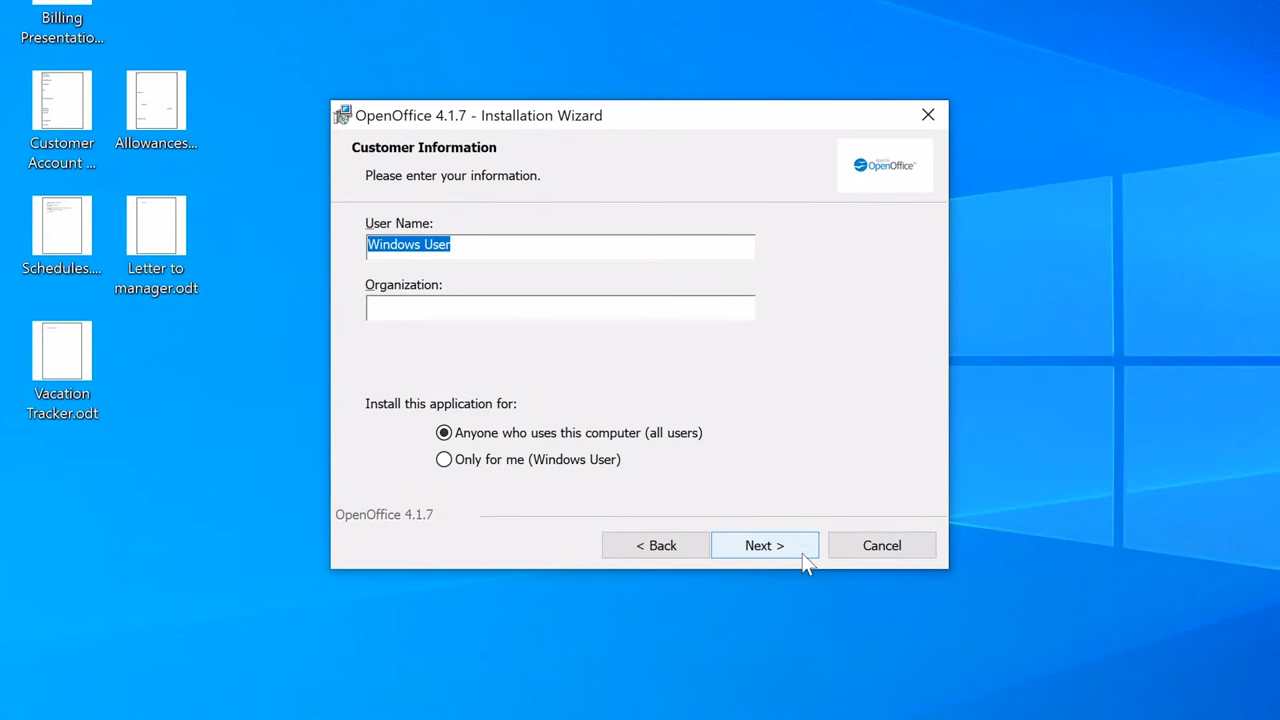 Billing
Presentatio...
Customer
Account ...
Allowances...
Schedules....
Letter to
manager.odt
Vacation
Tracker.odt
OpenOffice 4.1.7 - Installation Wizard
Customer Information
Please enter your information.
OpenOffice™
User Name:
Windows User
Organization:
Install this application for:
Anyone who uses this computer (all users)
Only for me (Windows User)
OpenOffice 4.1.7
< Back
Next >
Cancel